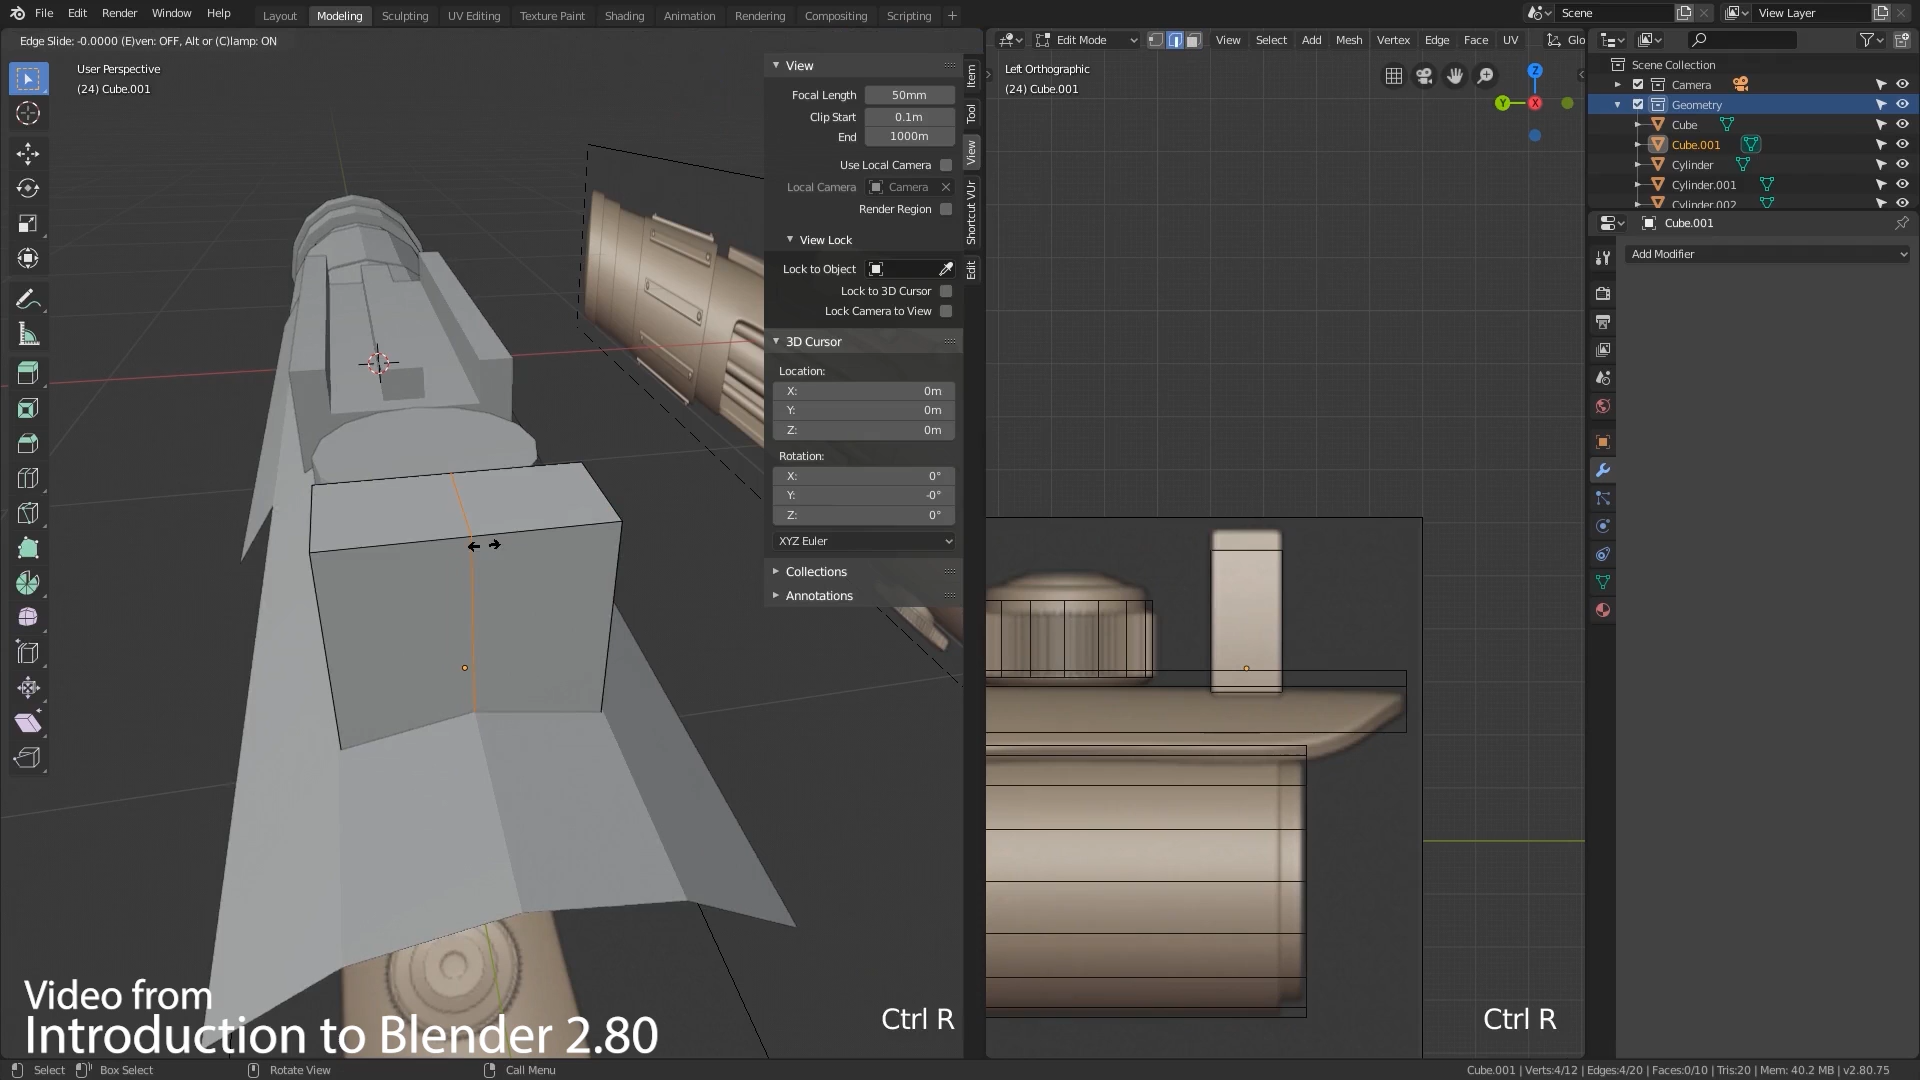 File Edit Render Window Help
Layout Modeling Sculpting UV Editing Texture Paint Shading Animation Rendering Compositing Scripting +
Scene
View Layer
Edge Slide: -0.0000 (E)ven: OFF, Alt or (C)lamp: ON
User Perspective
(24) Cube.001
View
Focal Length 50mm
Clip Start 0.1m
End 1000m
Use Local Camera
Local Camera Camera
Render Region
View Lock
Lock to Object
Lock to 3D Cursor
Lock Camera to View
3D Cursor
Location:
X: 0m
Y: 0m
Z: 0m
Rotation:
X: 0°
Y: -0°
Z: 0°
XYZ Euler
Collections
Annotations
Item
Tool
View
Shortcut VUr
Edit
Edit Mode View Select Add Mesh Vertex Edge Face UV Glo
Left Orthographic
(24) Cube.001
Z
Y
X
Scene Collection
Camera
Geometry
Cube
Cube.001
Cylinder
Cylinder.001
Cylinder.002
Cube.001
Add Modifier
Video from
Introduction to Blender 2.80
Ctrl R
Ctrl R
Select Box Select Rotate View Call Menu
Cube.001 | Verts:4/12 | Edges:4/20 | Faces:0/10 | Tris:20 | Mem: 40.2 MB | v2.80.75